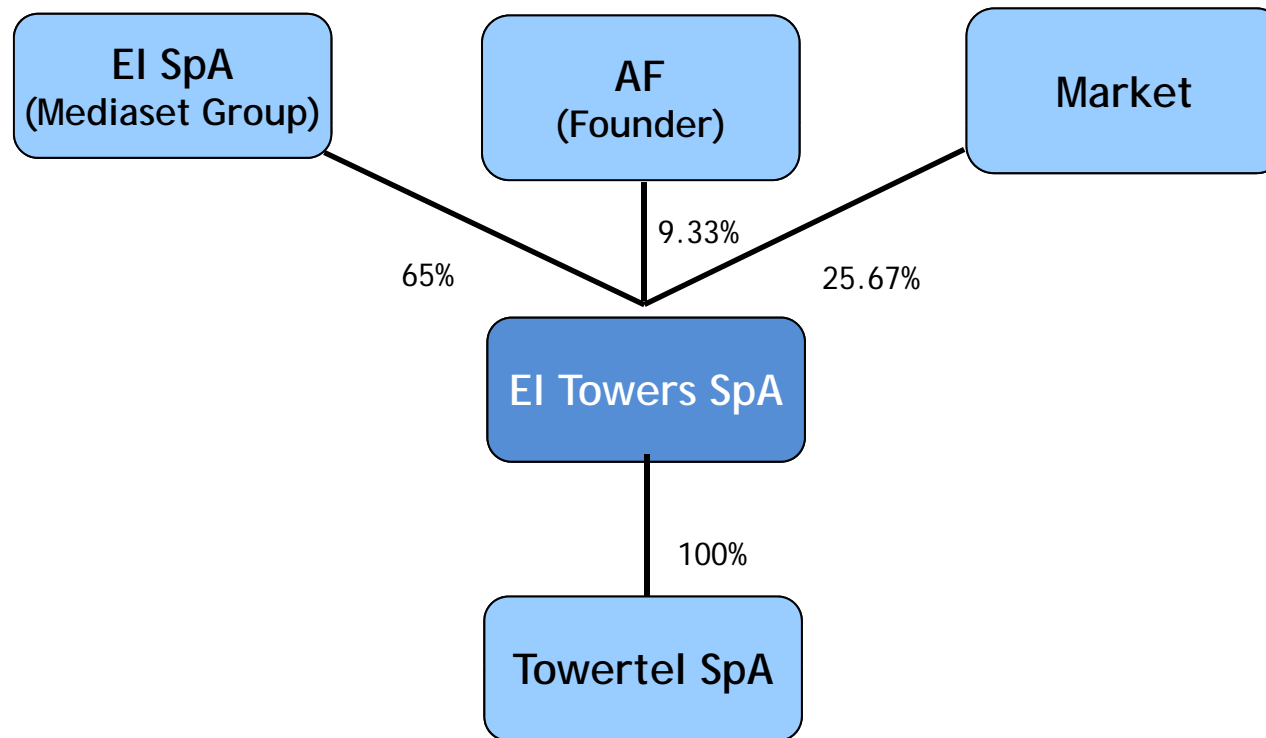 EI SpA
(Mediaset Group)
AF
(Founder)
Market
9.33%
65%
25.67%
EI Towers SpA
100%
Towertel SpA